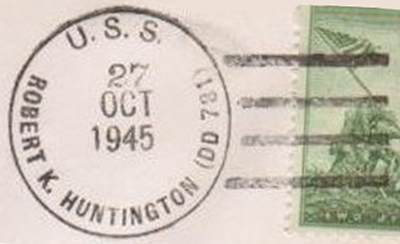 U.S.S.
27
OCT
1945
ROBERT K. HUNTINGTON (DD 781)